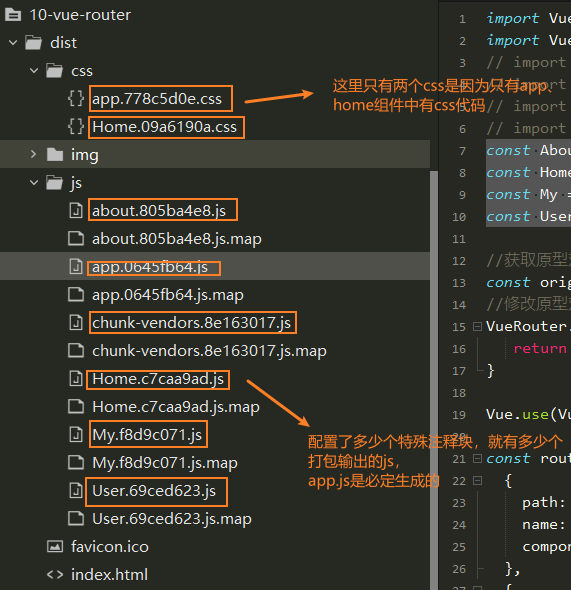 10-vue-router
dist
css
app.778c5d0e.css
Home.09a6190a.css
img
js
about.805ba4e8.js
about.805ba4e8.js.map
app.0645fb64.js
app.0645fb64.js.map
chunk-vendors.8e163017.js
chunk-vendors.8e163017.js.map
Home.c7caa9ad.js
Home.c7caa9ad.js.map
My.f8d9c071.js
My.f8d9c071.js.map
User.69ced623.js
User.69ced623.js.map
favicon.ico
index.html
这里只有两个css是因为只有app、
home组件中有css代码
配置了多少个特殊注释块，就有多少个
打包输出的js，
app.js是必定生成的
1 import Vue
2 import Vue
3 // import
4 // import
5 // import
6 // import
7 const Abou
8 const Home
9 const My =
10 const User
11
12 //获取原型
13 const orig
14 //修改原型
15 VueRouter.
16 return
17 }
18
19 Vue.use(Vu
21 const rout
22 {
23 path:
24 name:
25 compon
26 },
27 {